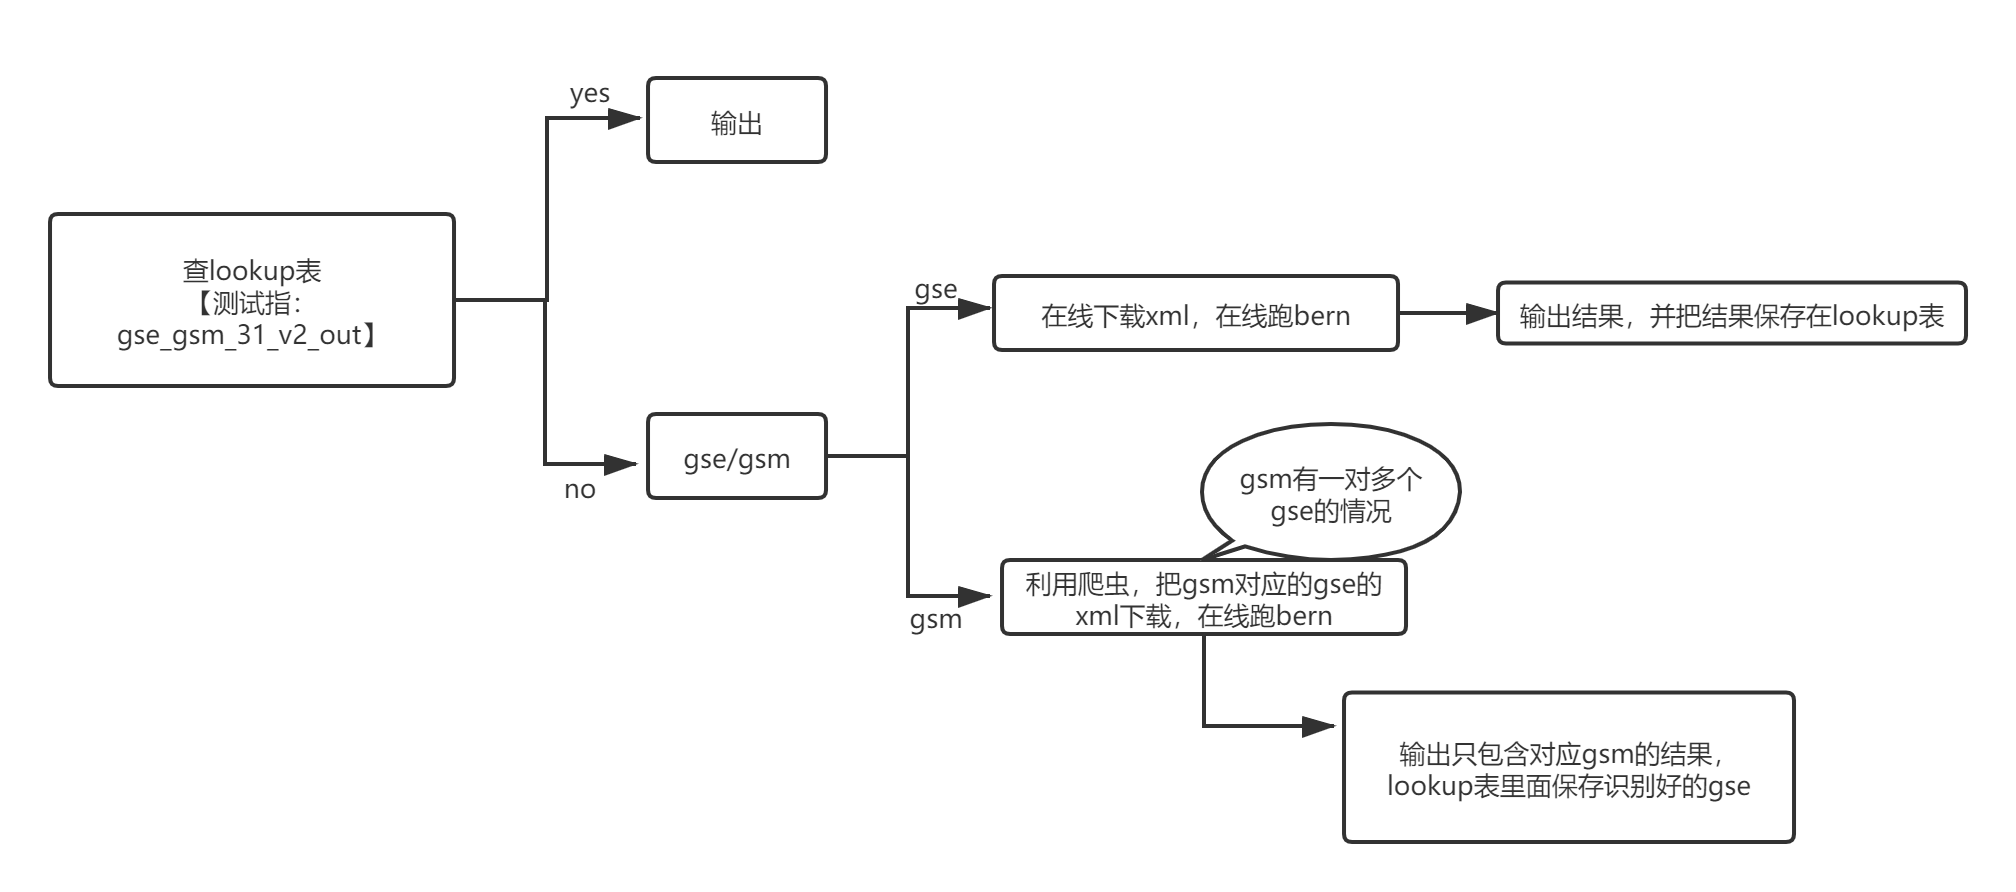 yes
输出
查lookup表
【测试指：
gse_gsm_31_v2_out】
no
gse/gsm
gse
在线下载xml，在线跑bern
输出结果，并把结果保存在lookup表
gsm有一对多个
gse的情况
gsm
利用爬虫，把gsm对应的gse的
xml下载，在线跑bern
输出只包含对应gsm的结果，
lookup表里面保存识别好的gse